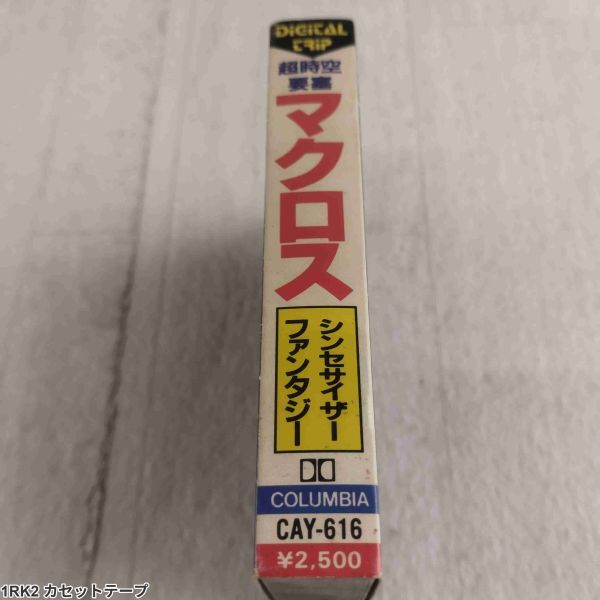 DIGITAL
TRIP
超時空
要塞
マクロス
シンセサイザー
ファンタジー
COLUMBIA
CAY-616
¥2,500
1RK2 カセットテープ